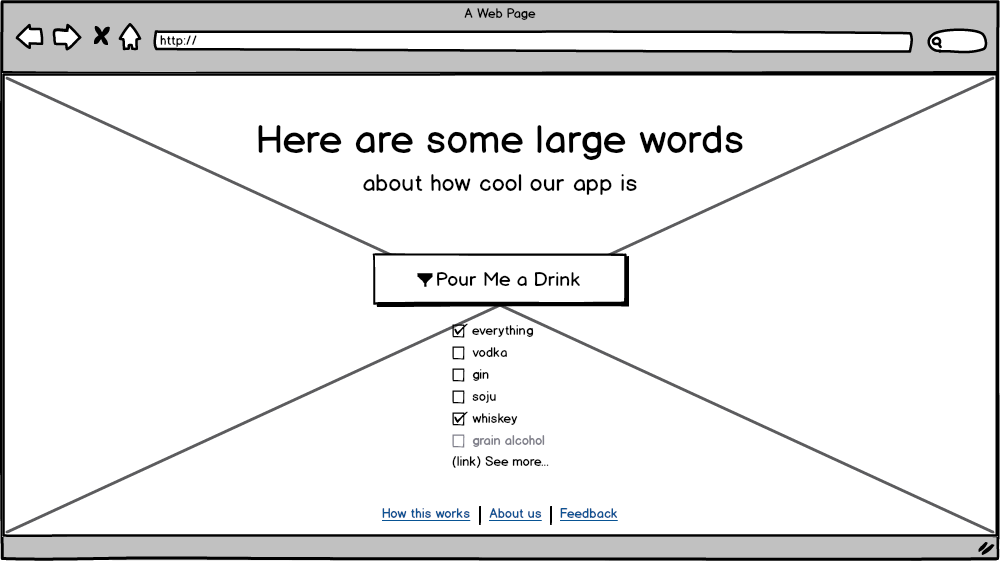 A Web Page
http://
Here are some large words
about how cool our app is
Pour Me a Drink
everything
vodka
gin
soju
whiskey
grain alcohol
(link) See more...
How this works | About us | Feedback